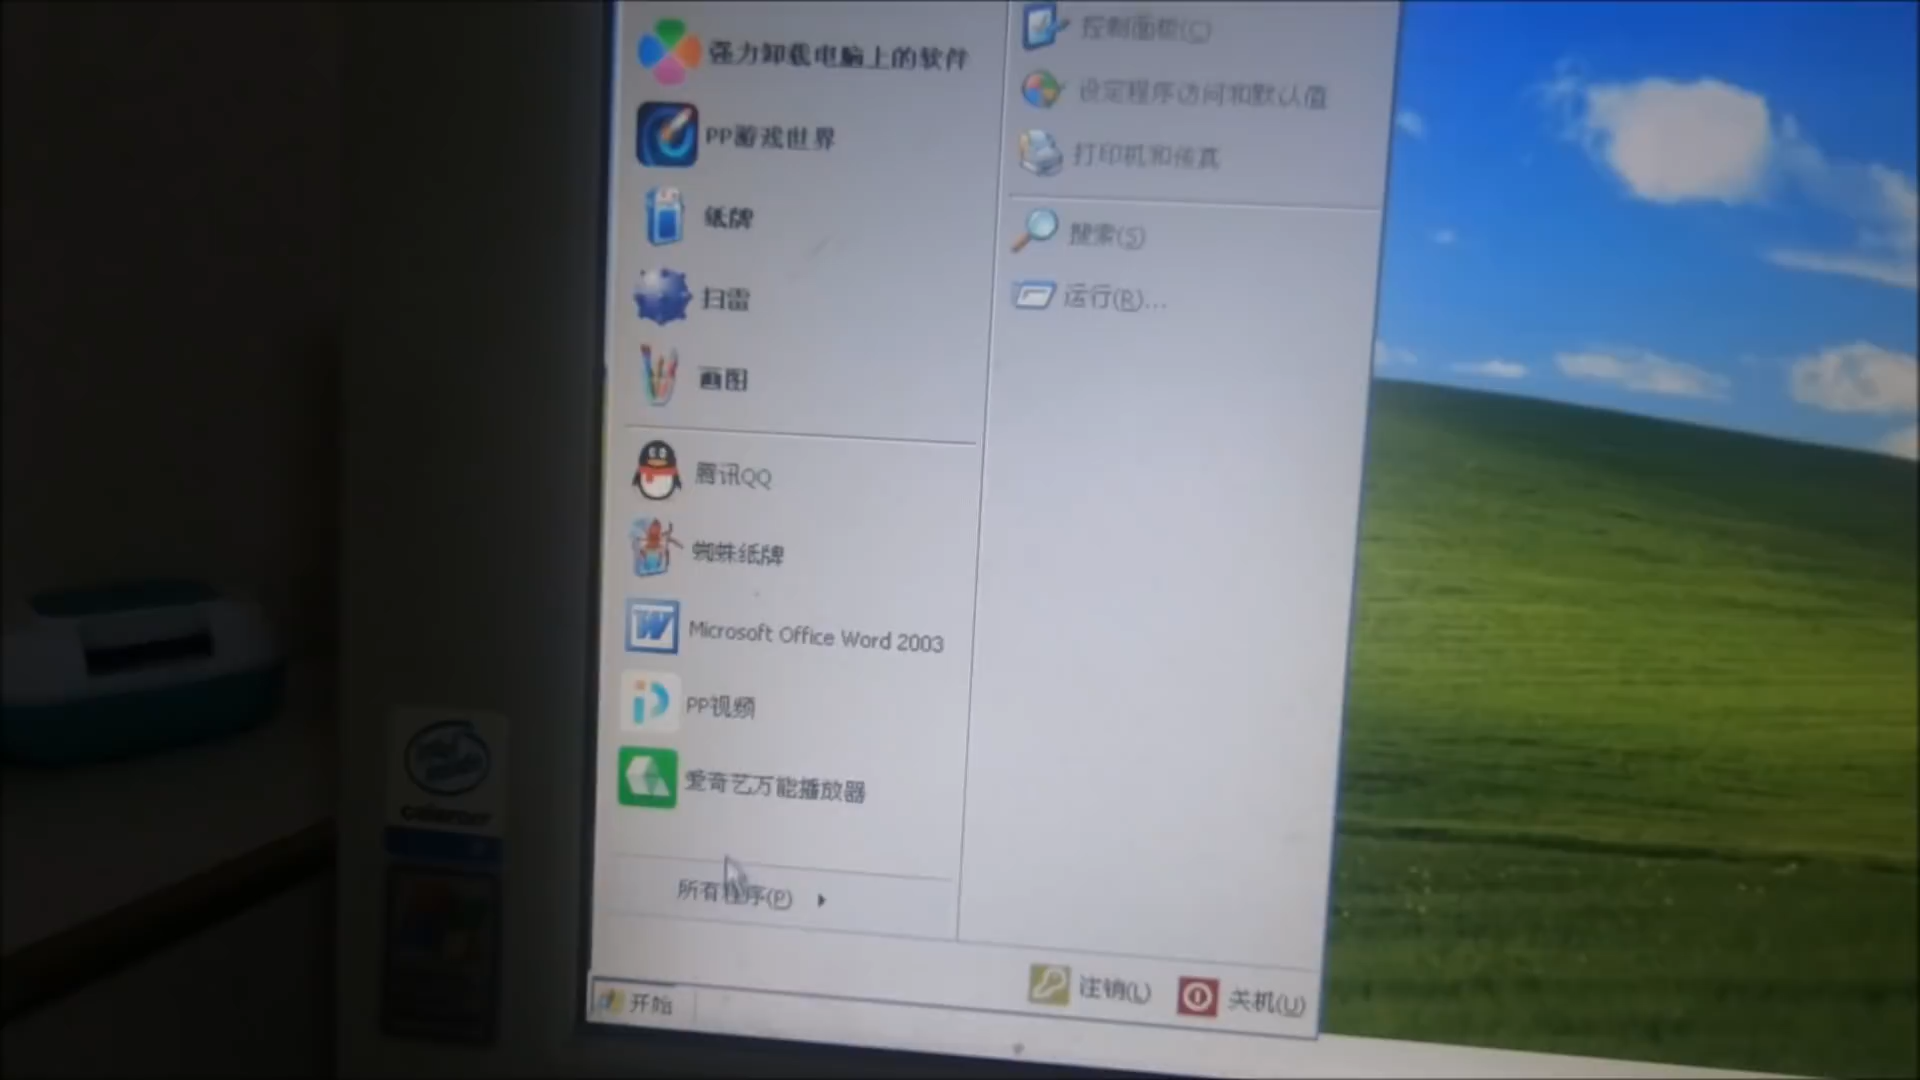 强力卸载电脑上的软件
PP游戏世界
纸牌
扫雷
画图
腾讯QQ
蜘蛛纸牌
Microsoft Office Word 2003
PP视频
爱奇艺万能播放器
所有程序(P)
控制面板(C)
设定程序访问和默认值
打印机和传真
搜索(S)
运行(R)...
注销(L)
关机(U)
开始